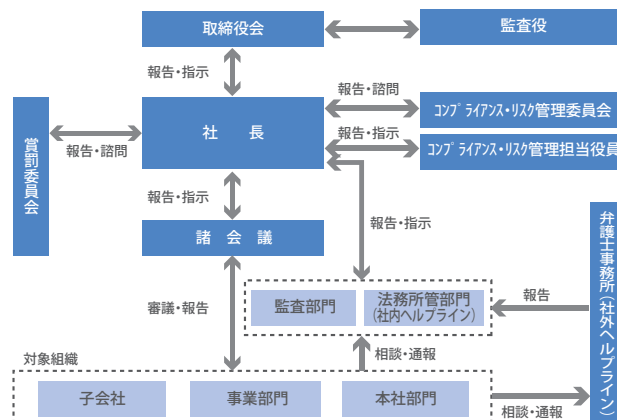 取締役会
監査役
報告・指示
報告・諮問
社　長
コンプライアンス・リスク管理委員会
報告・指示
コンプライアンス・リスク管理担当役員
賞罰委員会
報告・諮問
報告・指示
諸 会 議
報告・指示
弁護士事務所(社外ヘルプライン)
審議・報告
監査部門
法務所管部門
(社内ヘルプライン)
報告
対象組織
相談・通報
子会社
事業部門
本社部門
相談・通報